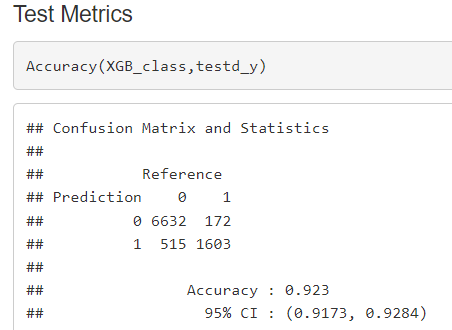 Test Metrics
Accuracy(XGB_class,testd_y)
## Confusion Matrix and Statistics
##
##           Reference
## Prediction    0    1
##          0 6632  172
##          1  515 1603
##
##                Accuracy : 0.923
##                  95% CI : (0.9173, 0.9284)